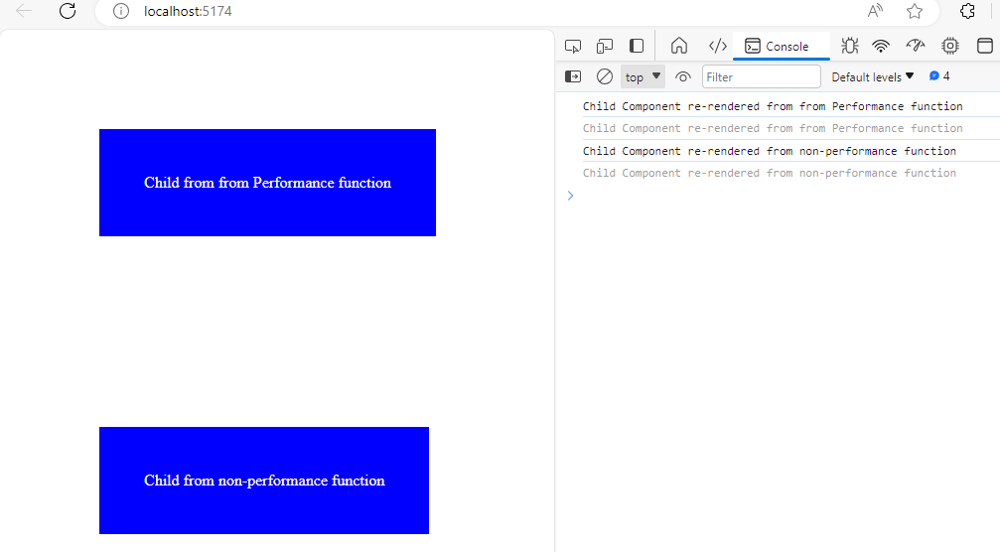 localhost:5174
Console
top
Filter
Default levels
4
Child Component re-rendered from from Performance function
Child Component re-rendered from from Performance function
Child Component re-rendered from non-performance function
Child Component re-rendered from non-performance function
Child from from Performance function
Child from non-performance function